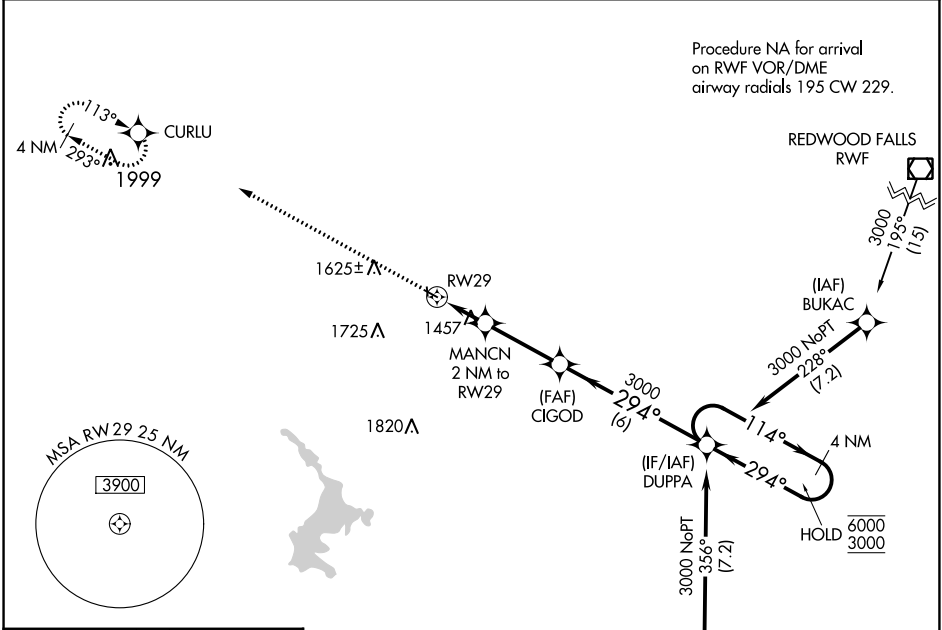 Procedure NA for arrival
on RWF VOR/DME
airway radials 195 CW 229.
REDWOOD FALLS
RWF
3000
195°
(15)
113°
CURLU
4 NM
293°
1999
1625±
RW29
1725
1457
MANCN
2 NM to
RW29
(IAF)
BUKAC
3000 NoPT
228°
(7.2)
(FAF)
CIGOD
3000
294°
(6)
1820
114°
4 NM
(IF/IAF)
DUPPA
294°
HOLD
6000
3000
3000 NoPT
356°
(7.2)
MSA RW29 25 NM
3900